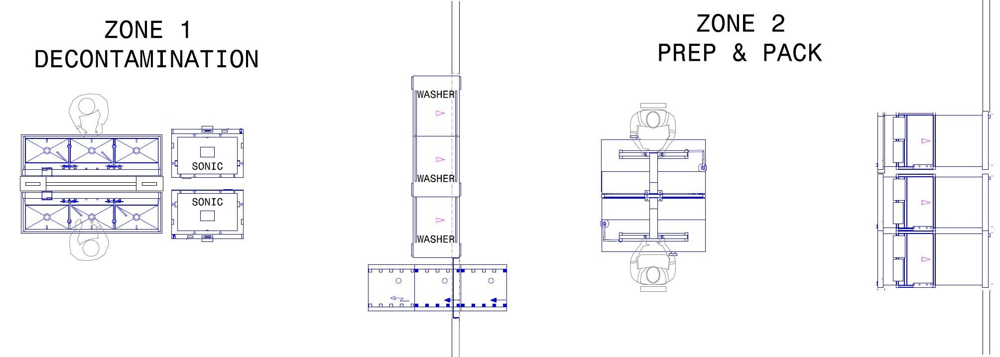 ZONE 1
DECONTAMINATION
ZONE 2
PREP & PACK
WASHER
SONIC
WASHER
SONIC
WASHER